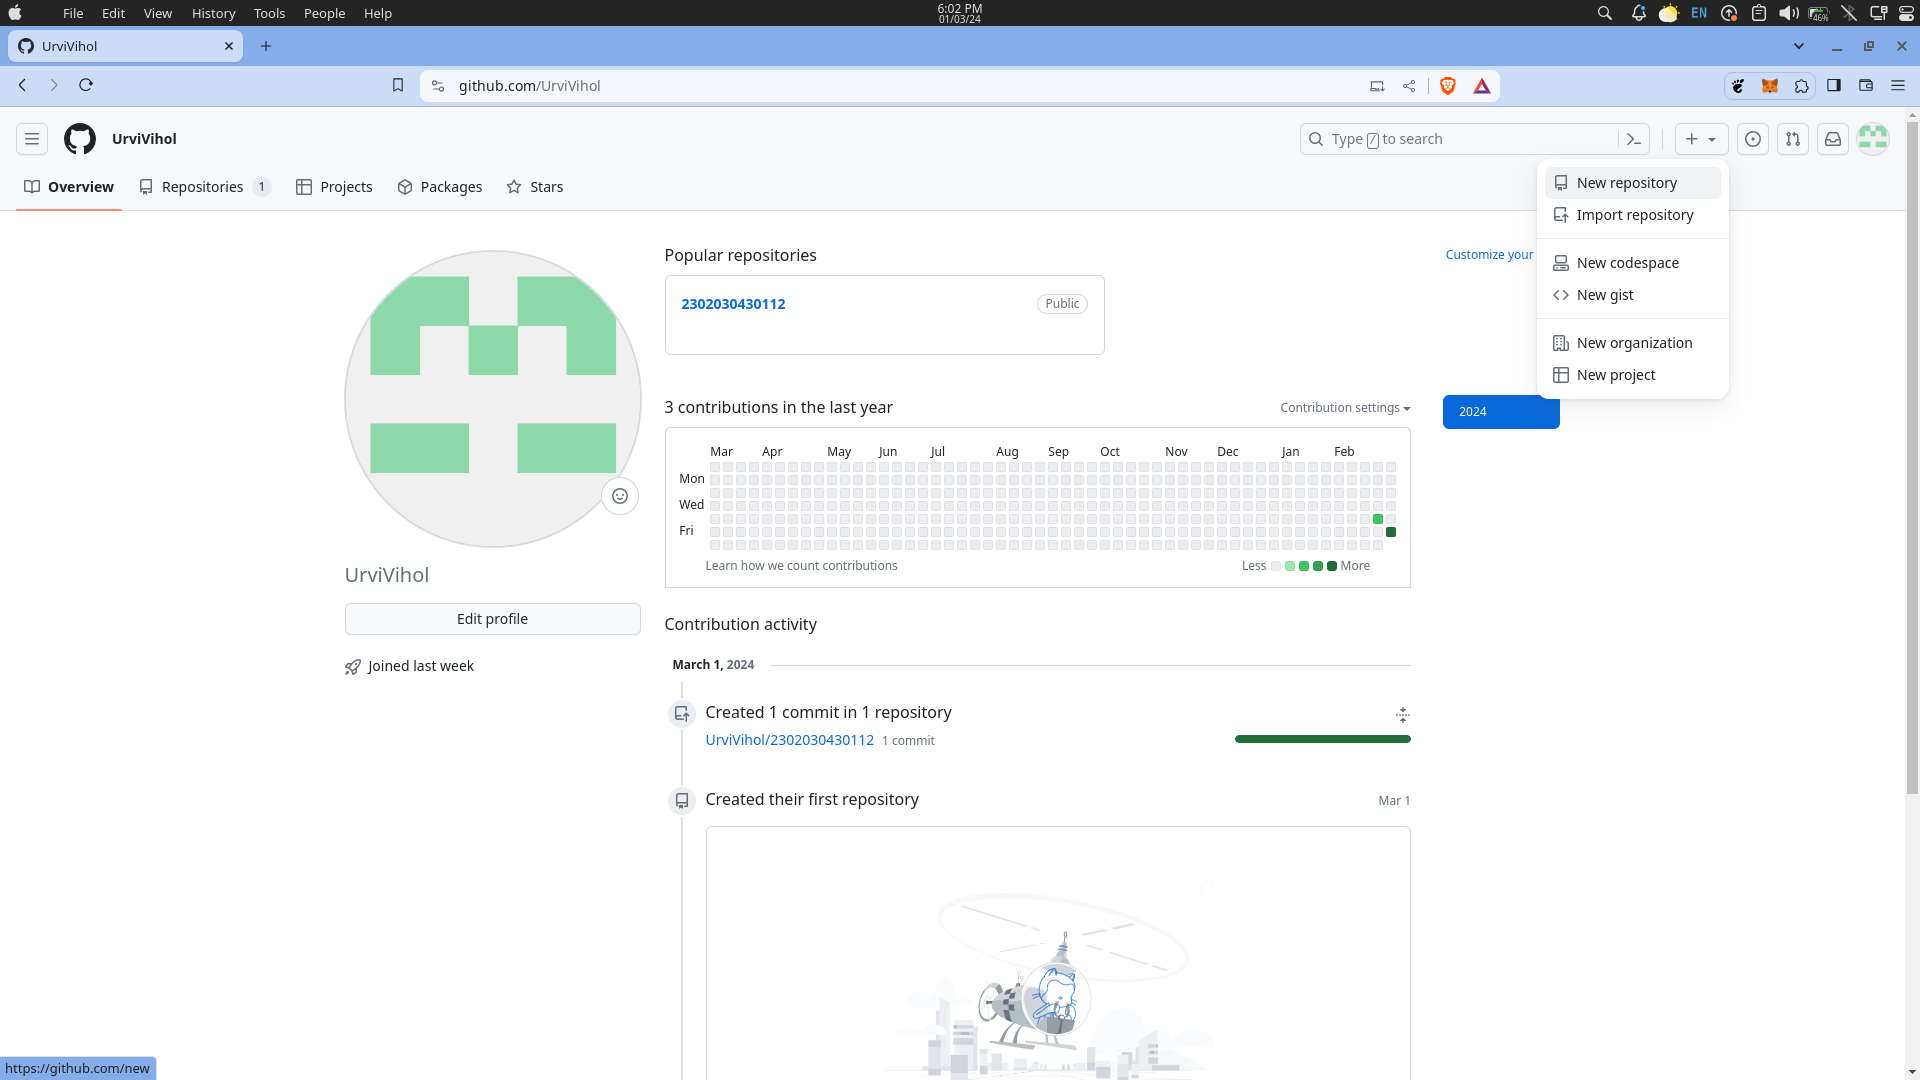 File Edit View History Tools People Help
6:02 PM
01/03/24
EN
46%
UrviVihol
github.com/UrviVihol
UrviVihol
Type / to search
Overview Repositories 1 Projects Packages Stars
New repository
Import repository
New codespace
New gist
New organization
New project
Popular repositories
Customize your
2302030430112 Public
3 contributions in the last year
Contribution settings
2024
Mar Apr May Jun Jul Aug Sep Oct Nov Dec Jan Feb
Mon
Wed
Fri
Learn how we count contributions
Less More
UrviVihol
Edit profile
Joined last week
Contribution activity
March 1, 2024
Created 1 commit in 1 repository
UrviVihol/2302030430112 1 commit
Created their first repository
Mar 1
https://github.com/new